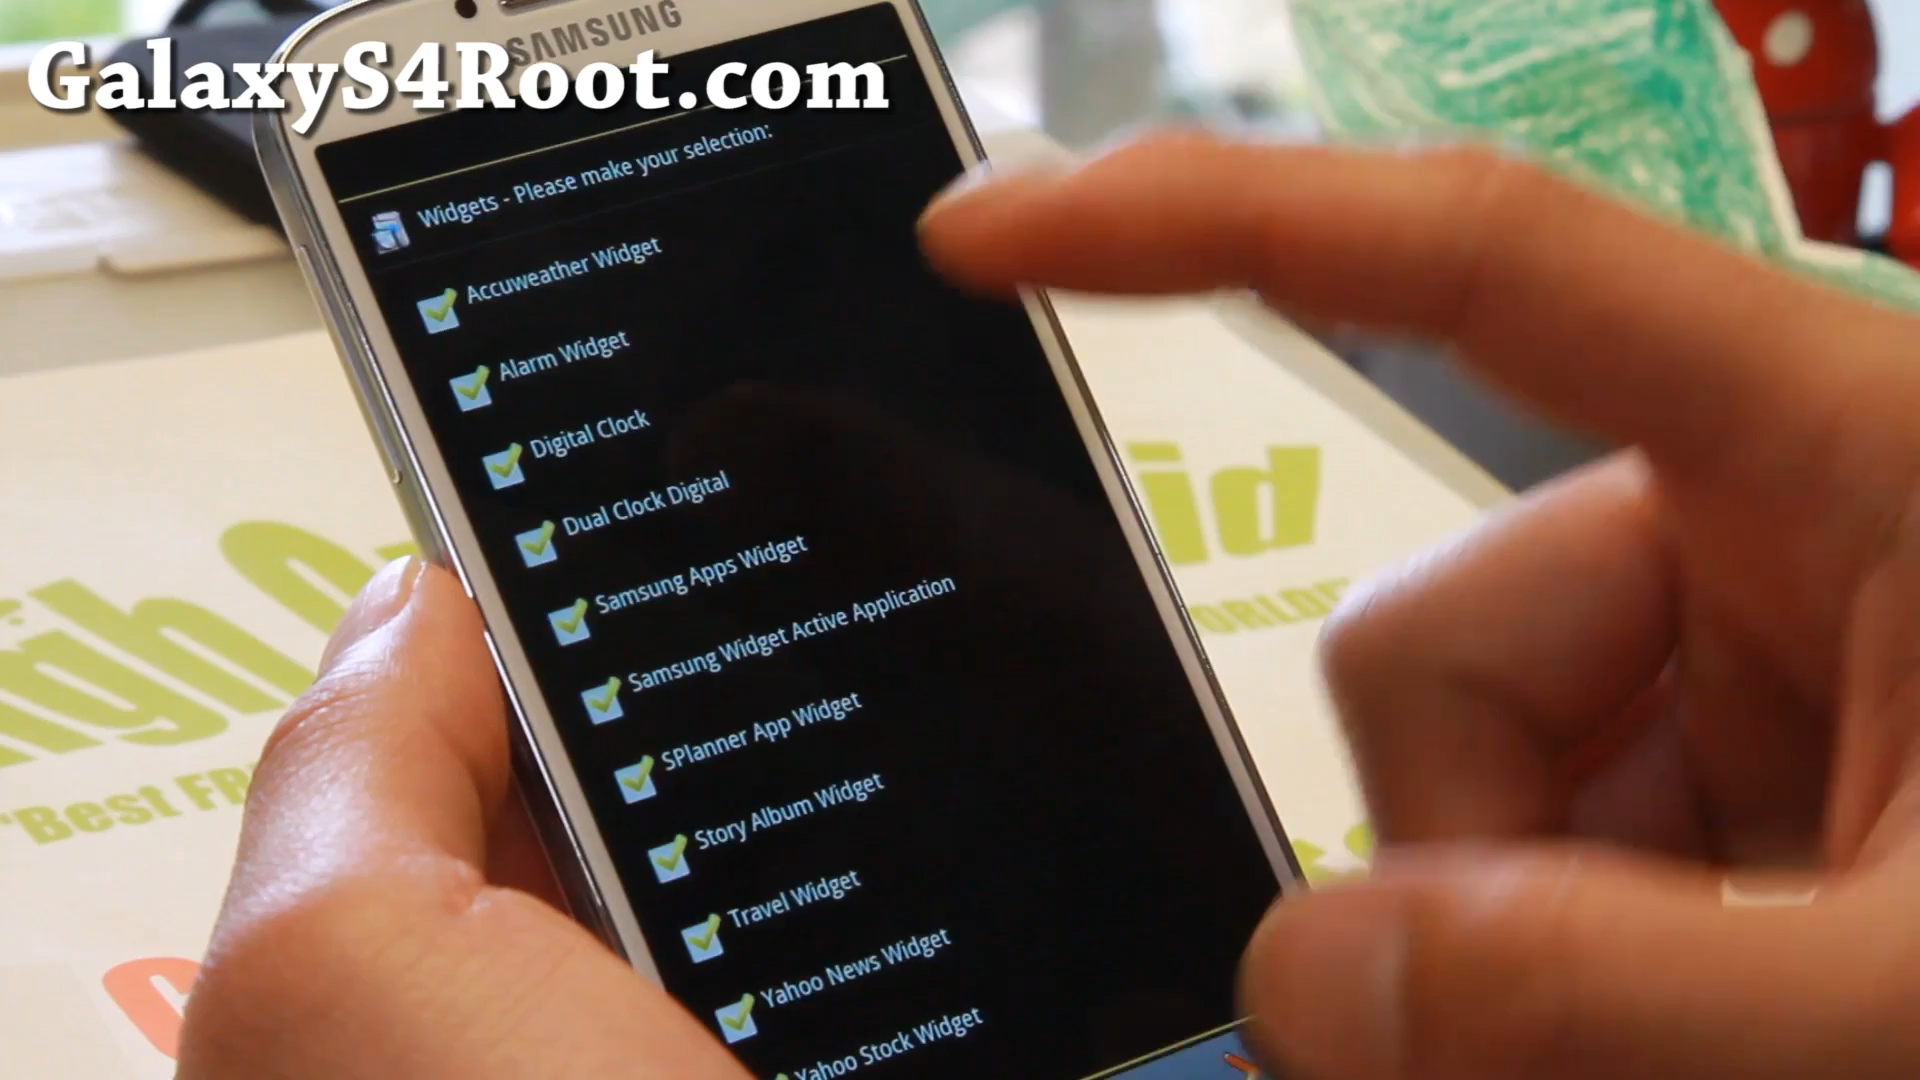 GalaxyS4Root.com
SAMSUNG
Widgets - Please make your selection:
Accuweather Widget
Alarm Widget
Digital Clock
Dual Clock Digital
Samsung Apps Widget
Samsung Widget Active Application
SPlanner App Widget
Story Album Widget
Travel Widget
Yahoo News Widget
Yahoo Stock Widget
"Best